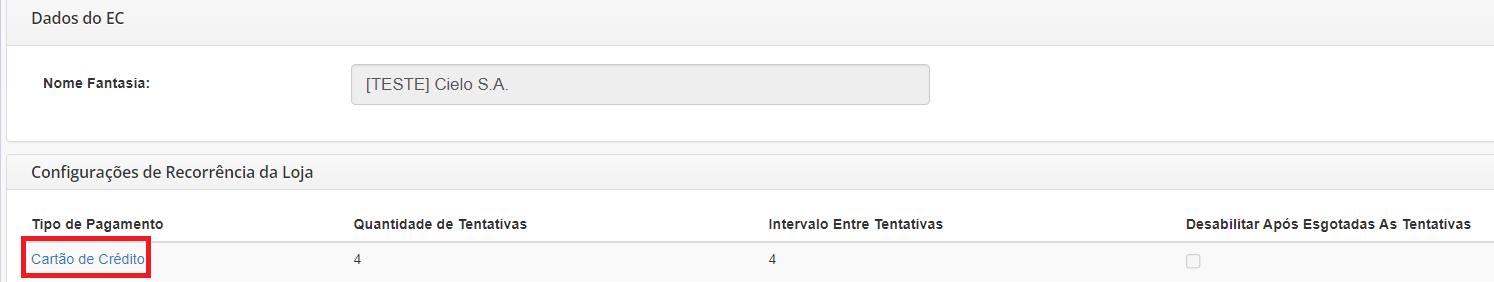 Dados do EC
Nome Fantasia: [TESTE] Cielo S.A.
Configurações de Recorrência da Loja
Tipo de Pagamento Quantidade de Tentativas Intervalo Entre Tentativas Desabilitar Após Esgotadas As Tentativas
Cartão de Crédito 4 4